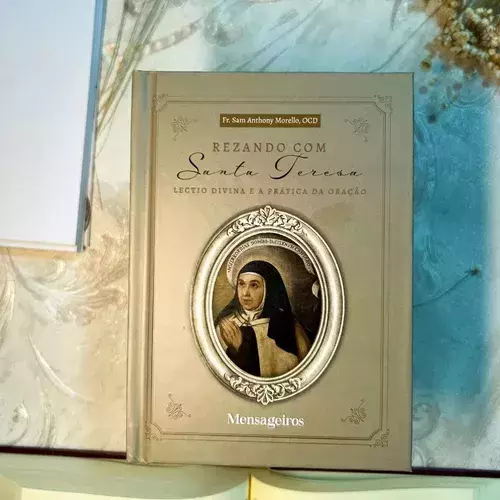 Fr. Sam Anthony Morello, OCD
REZANDO COM
Santa Teresa
LECTIO DIVINA E A PRÁTICA DA ORAÇÃO
Mensageiros